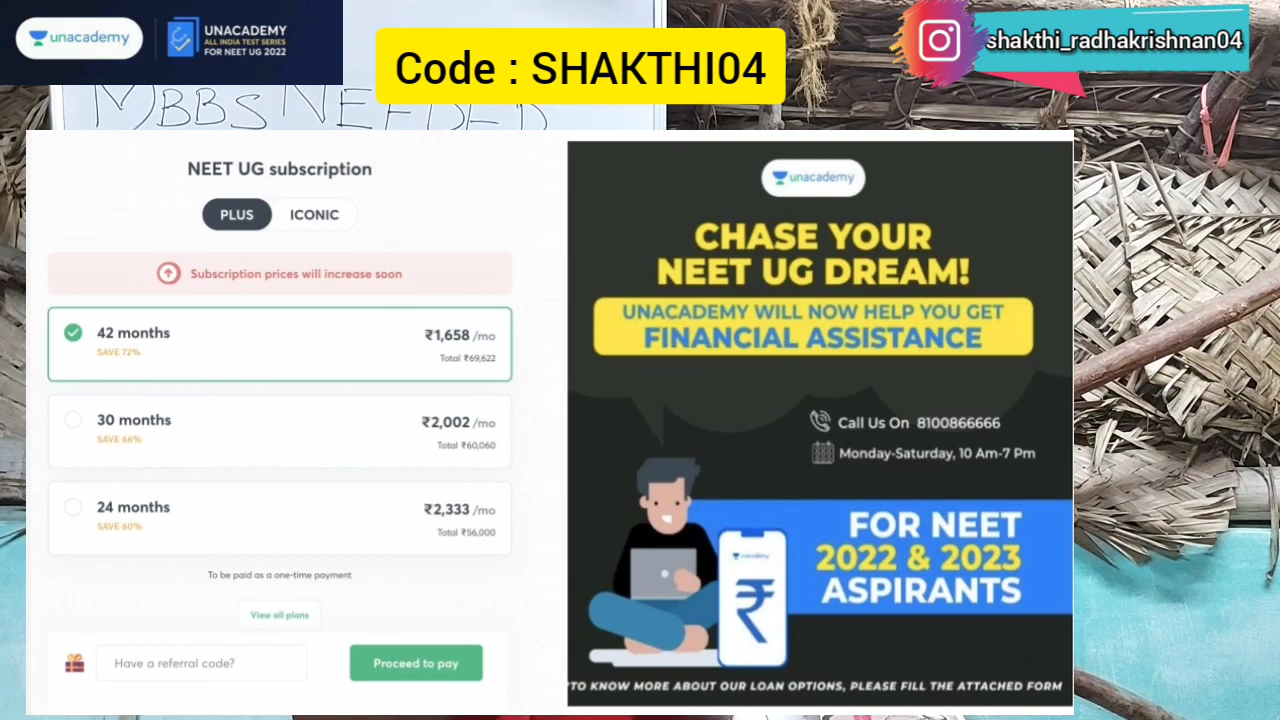 unacademy
UNACADEMY
ALL INDIA TEST SERIES
FOR NEET UG 2022
Code : SHAKTHI04
shakthi_radhakrishnan04
MBBS NEEDED
NEET UG subscription
PLUS ICONIC
Subscription prices will increase soon
42 months ₹1,658 /mo
SAVE 72% Total ₹69,622
30 months ₹2,002 /mo
SAVE 66% Total ₹60,060
24 months ₹2,333 /mo
SAVE 60% Total ₹56,000
To be paid as a one-time payment
View all plans
Have a referral code? Proceed to pay
unacademy
CHASE YOUR
NEET UG DREAM!
UNACADEMY WILL NOW HELP YOU GET
FINANCIAL ASSISTANCE
Call Us On 8100866666
Monday-Saturday, 10 Am-7 Pm
unacademy
₹
FOR NEET
2022 & 2023
ASPIRANTS
TO KNOW MORE ABOUT OUR LOAN OPTIONS, PLEASE FILL THE ATTACHED FORM